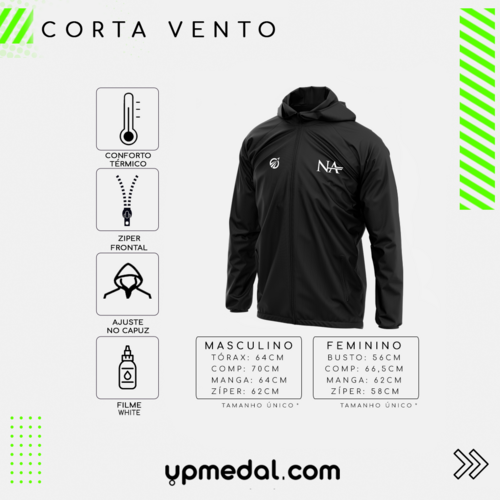 CORTA VENTO
CONFORTO
TÉRMICO
ZIPER
FRONTAL
AJUSTE
NO CAPUZ
FILME
WHITE
NA
MASCULINO
TÓRAX: 64CM
COMP: 70CM
MANGA: 64CM
ZÍPER: 62CM
TAMANHO ÚNICO*
FEMININO
BUSTO: 56CM
COMP: 66,5CM
MANGA: 62CM
ZÍPER: 58CM
TAMANHO ÚNICO*
upmedal.com